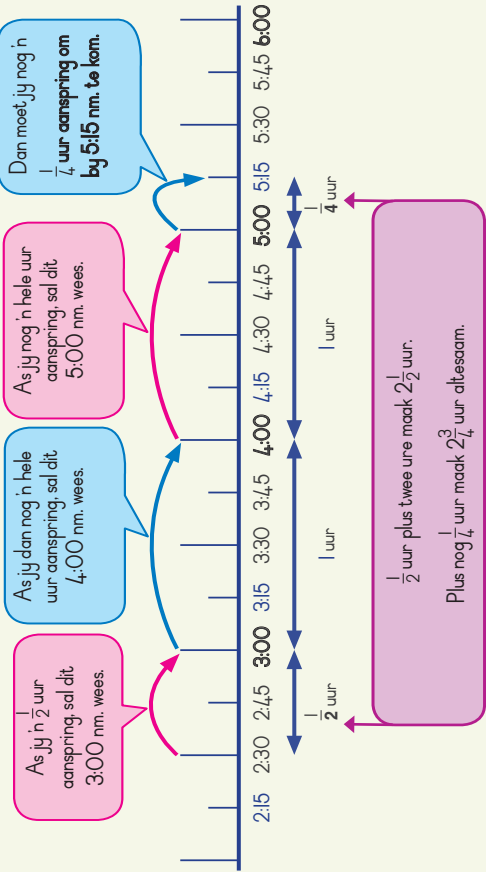 As jy 'n 1/2 uur
aanspring, sal dit
3:00 nm. wees.
As jy dan nog 'n hele
uur aanspring, sal dit
4:00 nm. wees.
As jy nog 'n hele uur
aanspring, sal dit
5:00 nm. wees.
Dan moet jy nog 'n
1/4 uur aanspring om
by 5:15 nm. te kom.
2:15 2:30 2:45 3:00 3:15 3:30 3:45 4:00 4:15 4:30 4:45 5:00 5:15 5:30 5:45 6:00
1/2 uur
1 uur
1 uur
1/4 uur
1/2 uur plus twee ure maak 2 1/2 uur.
Plus nog 1/4 uur maak 2 3/4 uur altesaam.